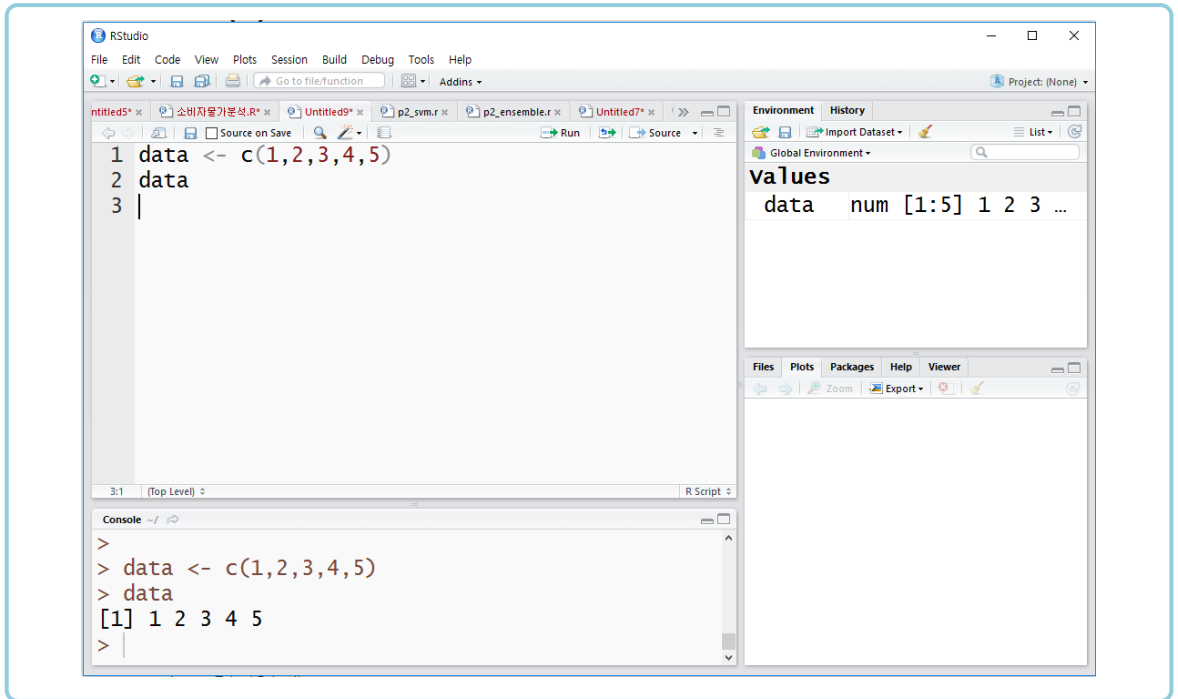 RStudio
File Edit Code View Plots Session Build Debug Tools Help
Go to file/function Addins Project: (None)
ntitled5* 소비자물가분석.R* Untitled9* p2_svm.r p2_ensemble.r Untitled7*
Source on Save Run Source
1 data <- c(1,2,3,4,5)
2 data
3
3:1 (Top Level) R Script
Console ~/
>
> data <- c(1,2,3,4,5)
> data
[1] 1 2 3 4 5
>
Environment History
Import Dataset List
Global Environment
Values
data num [1:5] 1 2 3 …
Files Plots Packages Help Viewer
Zoom Export